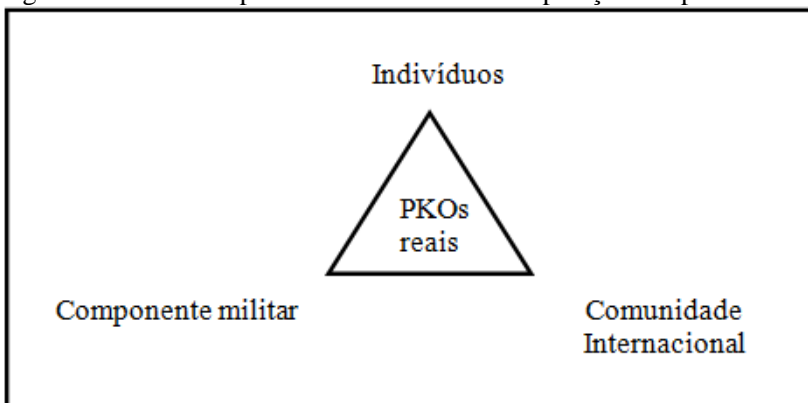 Indivíduos
PKOs
reais
Componente militar
Comunidade
Internacional